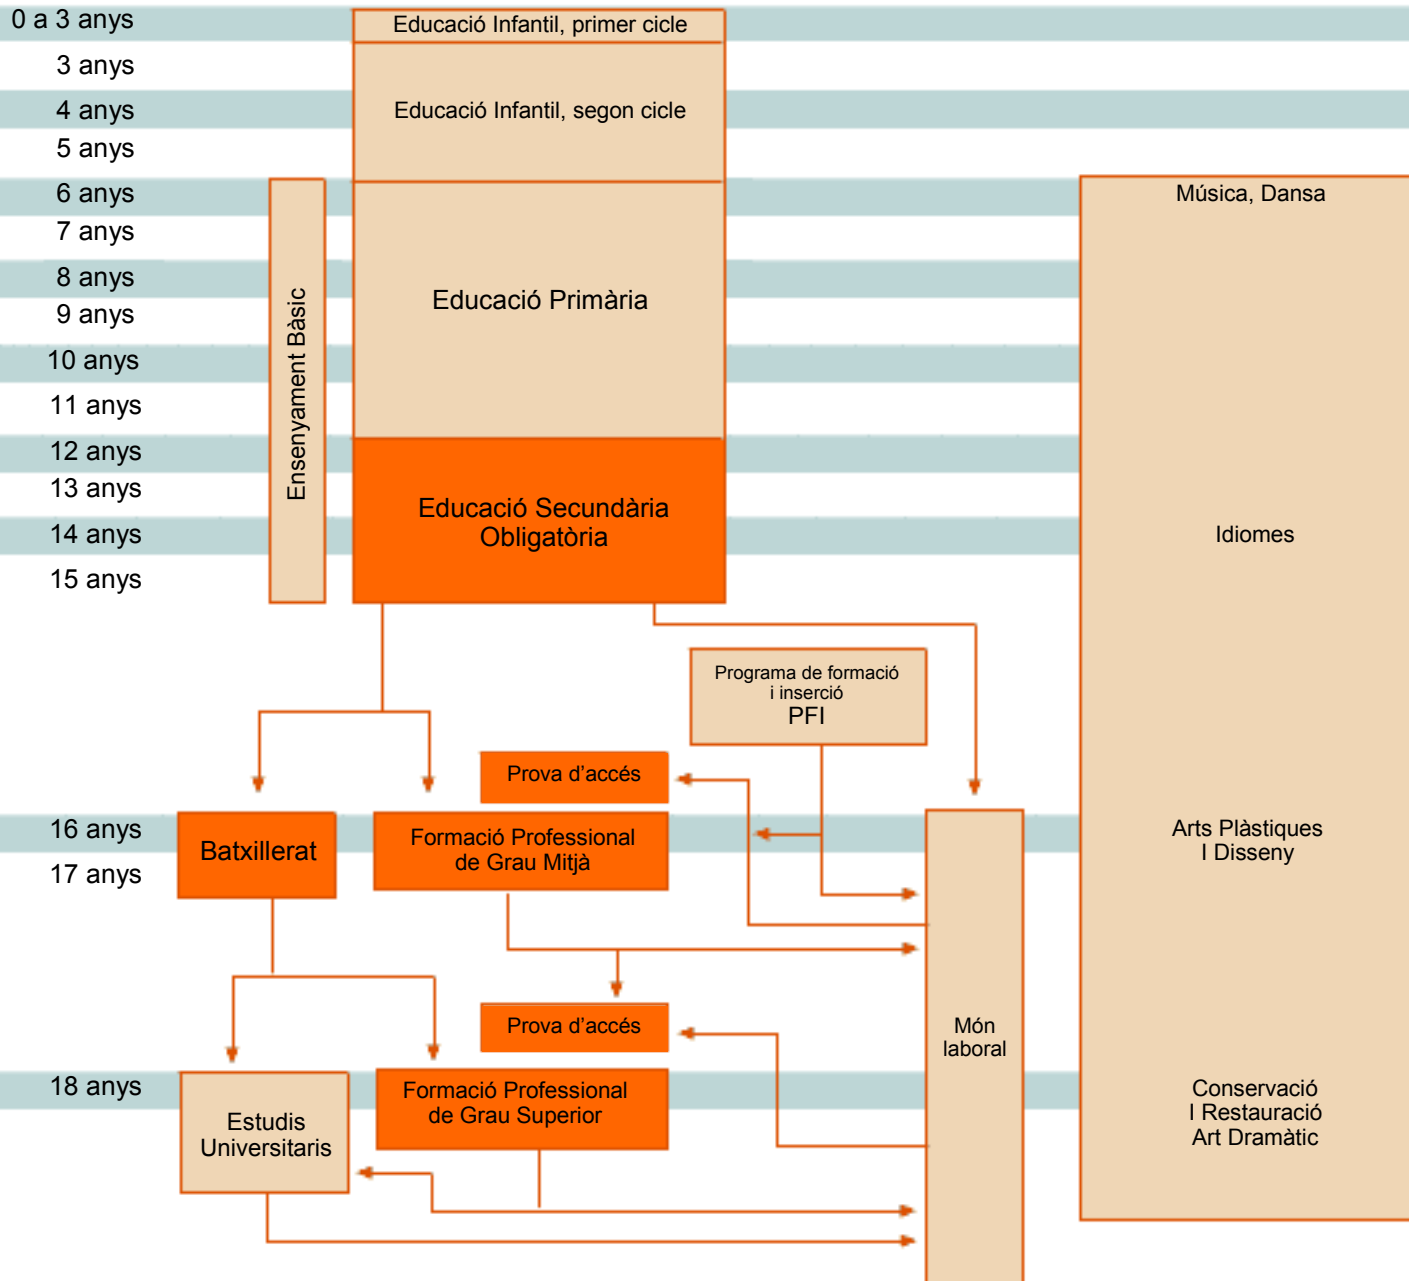 0 a 3 anys
Educació Infantil, primer cicle
3 anys
4 anys
Educació Infantil, segon cicle
5 anys
6 anys
Música, Dansa
7 anys
8 anys
9 anys
Educació Primària
Ensenyament Bàsic
10 anys
11 anys
12 anys
13 anys
Educació Secundària
Obligatòria
14 anys
Idiomes
15 anys
Programa de formació
i inserció
PFI
Prova d’accés
16 anys
Batxillerat
Formació Professional
de Grau Mitjà
Arts Plàstiques
I Disseny
17 anys
Prova d’accés
Món
laboral
18 anys
Estudis
Universitaris
Formació Professional
de Grau Superior
Conservació
I Restauració
Art Dramàtic